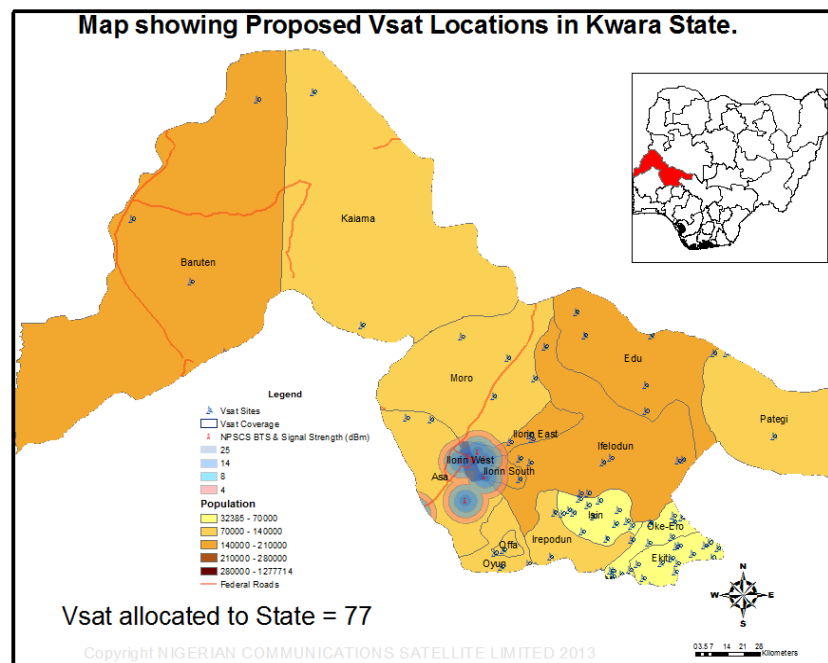 Map showing Proposed Vsat Locations in Kwara State.
Kaiama
Baruten
Edu
Moro
Pategi
Ilorin East
Ifelodun
Ilorin West
Asa
Ilorin South
Isin
Oke-Ero
Irepodun
Offa
Ekiti
Oyun
Legend
Vsat Sites
Vsat Coverage
NPSCS BTS & Signal Strength (dBm)
25
14
8
4
Population
32385 - 70000
70000 - 140000
140000 - 210000
210000 - 280000
280000 - 1277714
Federal Roads
N
W E
S
Vsat allocated to State = 77
03.5 7 14 21 28
Kilometers
Copyright NIGERIAN COMMUNICATIONS SATELLITE LIMITED 2013